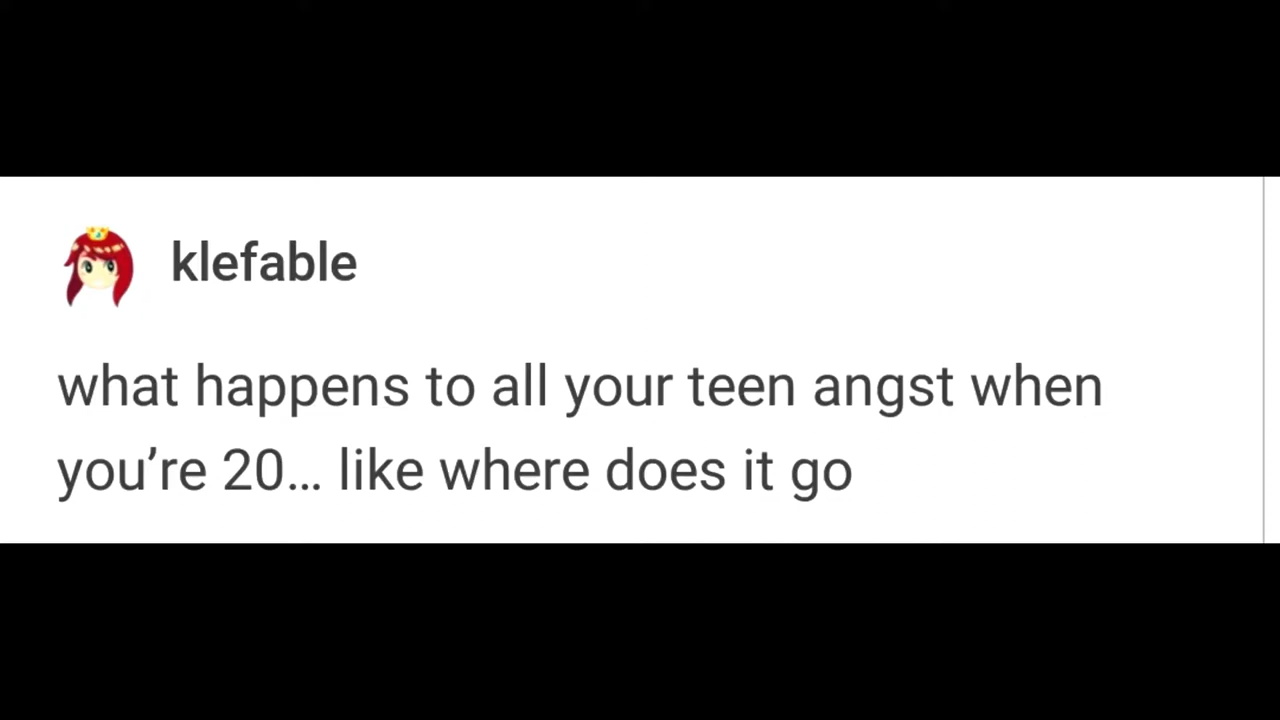 klefable
what happens to all your teen angst when
you’re 20… like where does it go